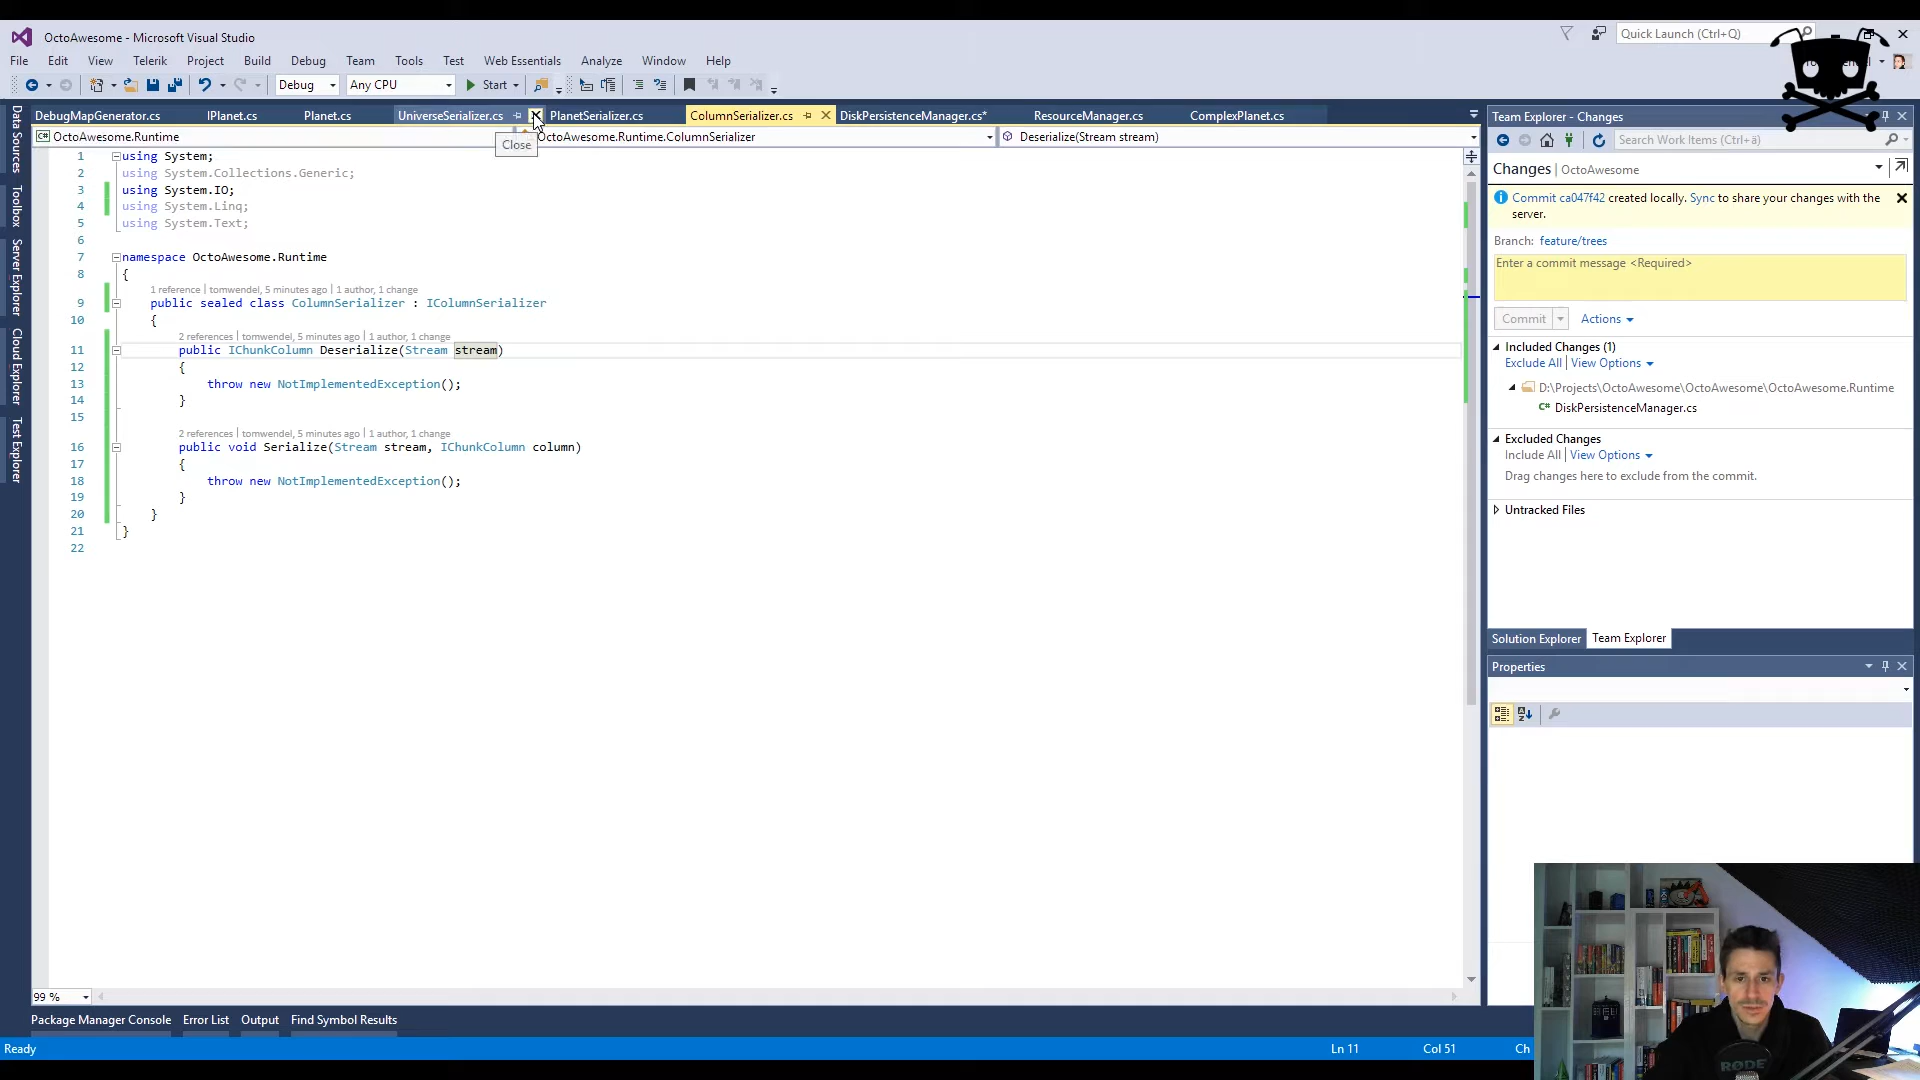 OctoAwesome - Microsoft Visual Studio
Quick Launch (Ctrl+Q)
File Edit View Telerik Project Build Debug Team Tools Test Web Essentials Analyze Window Help
Debug Any CPU Start
DebugMapGenerator.cs IPlanet.cs Planet.cs UniverseSerializer.cs PlanetSerializer.cs ColumnSerializer.cs DiskPersistenceManager.cs* ResourceManager.cs ComplexPlanet.cs
OctoAwesome.Runtime OctoAwesome.Runtime.ColumnSerializer Deserialize(Stream stream)
Close
Data Sources
Toolbox
Server Explorer
Cloud Explorer
Test Explorer
1 using System;
2 using System.Collections.Generic;
3 using System.IO;
4 using System.Linq;
5 using System.Text;
6
7 namespace OctoAwesome.Runtime
8 {
1 reference | tomwendel, 5 minutes ago | 1 author, 1 change
9 public sealed class ColumnSerializer : IColumnSerializer
10 {
2 references | tomwendel, 5 minutes ago | 1 author, 1 change
11 public IChunkColumn Deserialize(Stream stream)
12 {
13 throw new NotImplementedException();
14 }
15
2 references | tomwendel, 5 minutes ago | 1 author, 1 change
16 public void Serialize(Stream stream, IChunkColumn column)
17 {
18 throw new NotImplementedException();
19 }
20 }
21 }
22
99 %
Team Explorer - Changes
Search Work Items (Ctrl+ä)
Changes | OctoAwesome
Commit ca047f42 created locally. Sync to share your changes with the
server.
Branch: feature/trees
Enter a commit message <Required>
Commit Actions
Included Changes (1)
Exclude All | View Options
D:\Projects\OctoAwesome\OctoAwesome\OctoAwesome.Runtime
C# DiskPersistenceManager.cs
Excluded Changes
Include All | View Options
Drag changes here to exclude from the commit.
Untracked Files
Solution Explorer Team Explorer
Properties
Package Manager Console Error List Output Find Symbol Results
Ready Ln 11 Col 51 Ch
RØDE